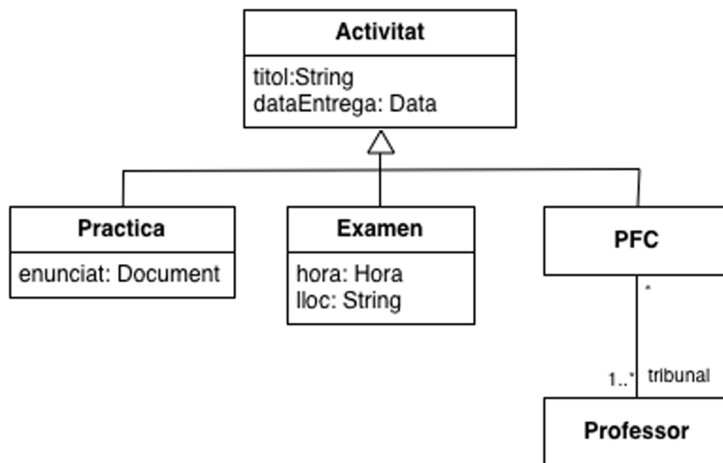 Activitat
titol:String
dataEntrega: Data
Practica
enunciat: Document
Examen
hora: Hora
lloc: String
PFC
*
1..*
tribunal
Professor